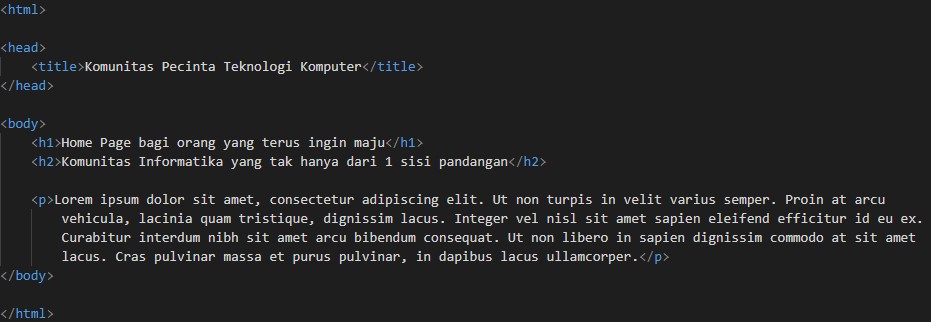 <html>
<head>
<title>Komunitas Pecinta Teknologi Komputer</title>
</head>
<body>
<h1>Home Page bagi orang yang terus ingin maju</h1>
<h2>Komunitas Informatika yang tak hanya dari 1 sisi pandangan</h2>
<p>Lorem ipsum dolor sit amet, consectetur adipiscing elit. Ut non turpis in velit varius semper. Proin at arcu
vehicula, lacinia quam tristique, dignissim lacus. Integer vel nisl sit amet sapien eleifend efficitur id eu ex.
Curabitur interdum nibh sit amet arcu bibendum consequat. Ut non libero in sapien dignissim commodo at sit amet
lacus. Cras pulvinar massa et purus pulvinar, in dapibus lacus ullamcorper.</p>
</body>
</html>